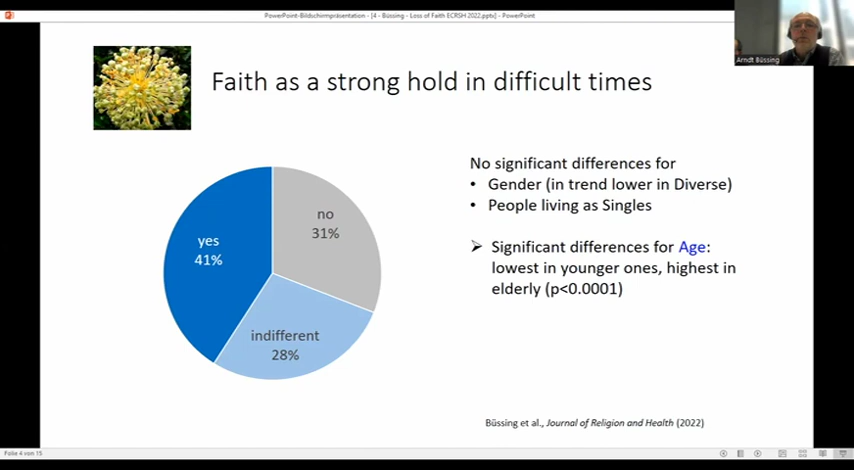 PowerPoint-Bildschirmpräsentation - [4 - Büssing - Loss of Faith ECRSH 2022.pptx] - PowerPoint
Arndt Büssing
Faith as a strong hold in difficult times
no
31%
yes
41%
indifferent
28%
No significant differences for
• Gender (in trend lower in Diverse)
• People living as Singles
➢ Significant differences for Age:
lowest in younger ones, highest in
elderly (p<0.0001)
Büssing et al., Journal of Religion and Health (2022)
Folie 4 von 15